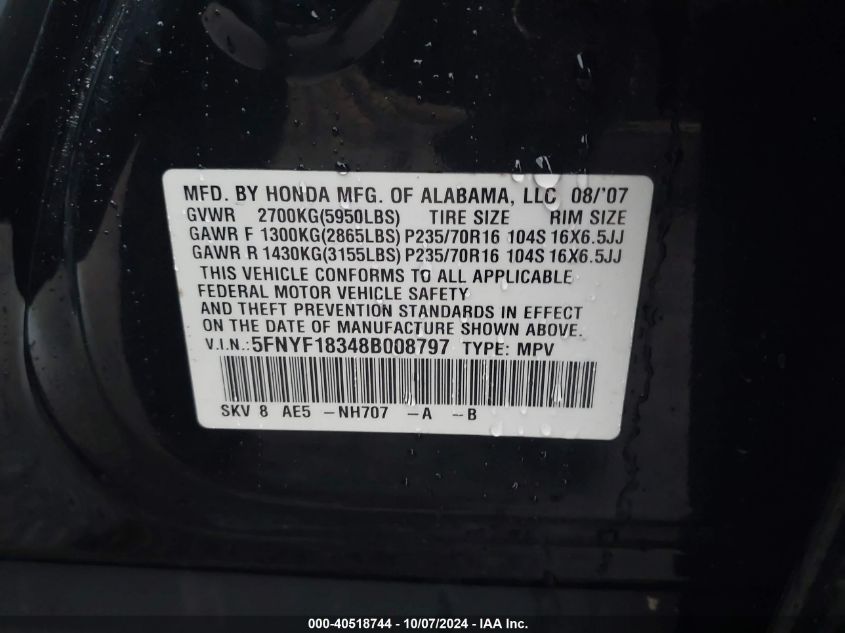 MFD. BY HONDA MFG. OF ALABAMA, LLC 08/'07
GVWR 2700KG(5950LBS) TIRE SIZE RIM SIZE
GAWR F 1300KG(2865LBS) P235/70R16 104S 16X6.5JJ
GAWR R 1430KG(3155LBS) P235/70R16 104S 16X6.5JJ
THIS VEHICLE CONFORMS TO ALL APPLICABLE
FEDERAL MOTOR VEHICLE SAFETY
AND THEFT PREVENTION STANDARDS IN EFFECT
ON THE DATE OF MANUFACTURE SHOWN ABOVE.
V.I.N.: 5FNYF18348B008797 TYPE: MPV
SKV 8 AE5 -NH707 -A -B
000-40518744 - 10/07/2024 - IAA Inc.